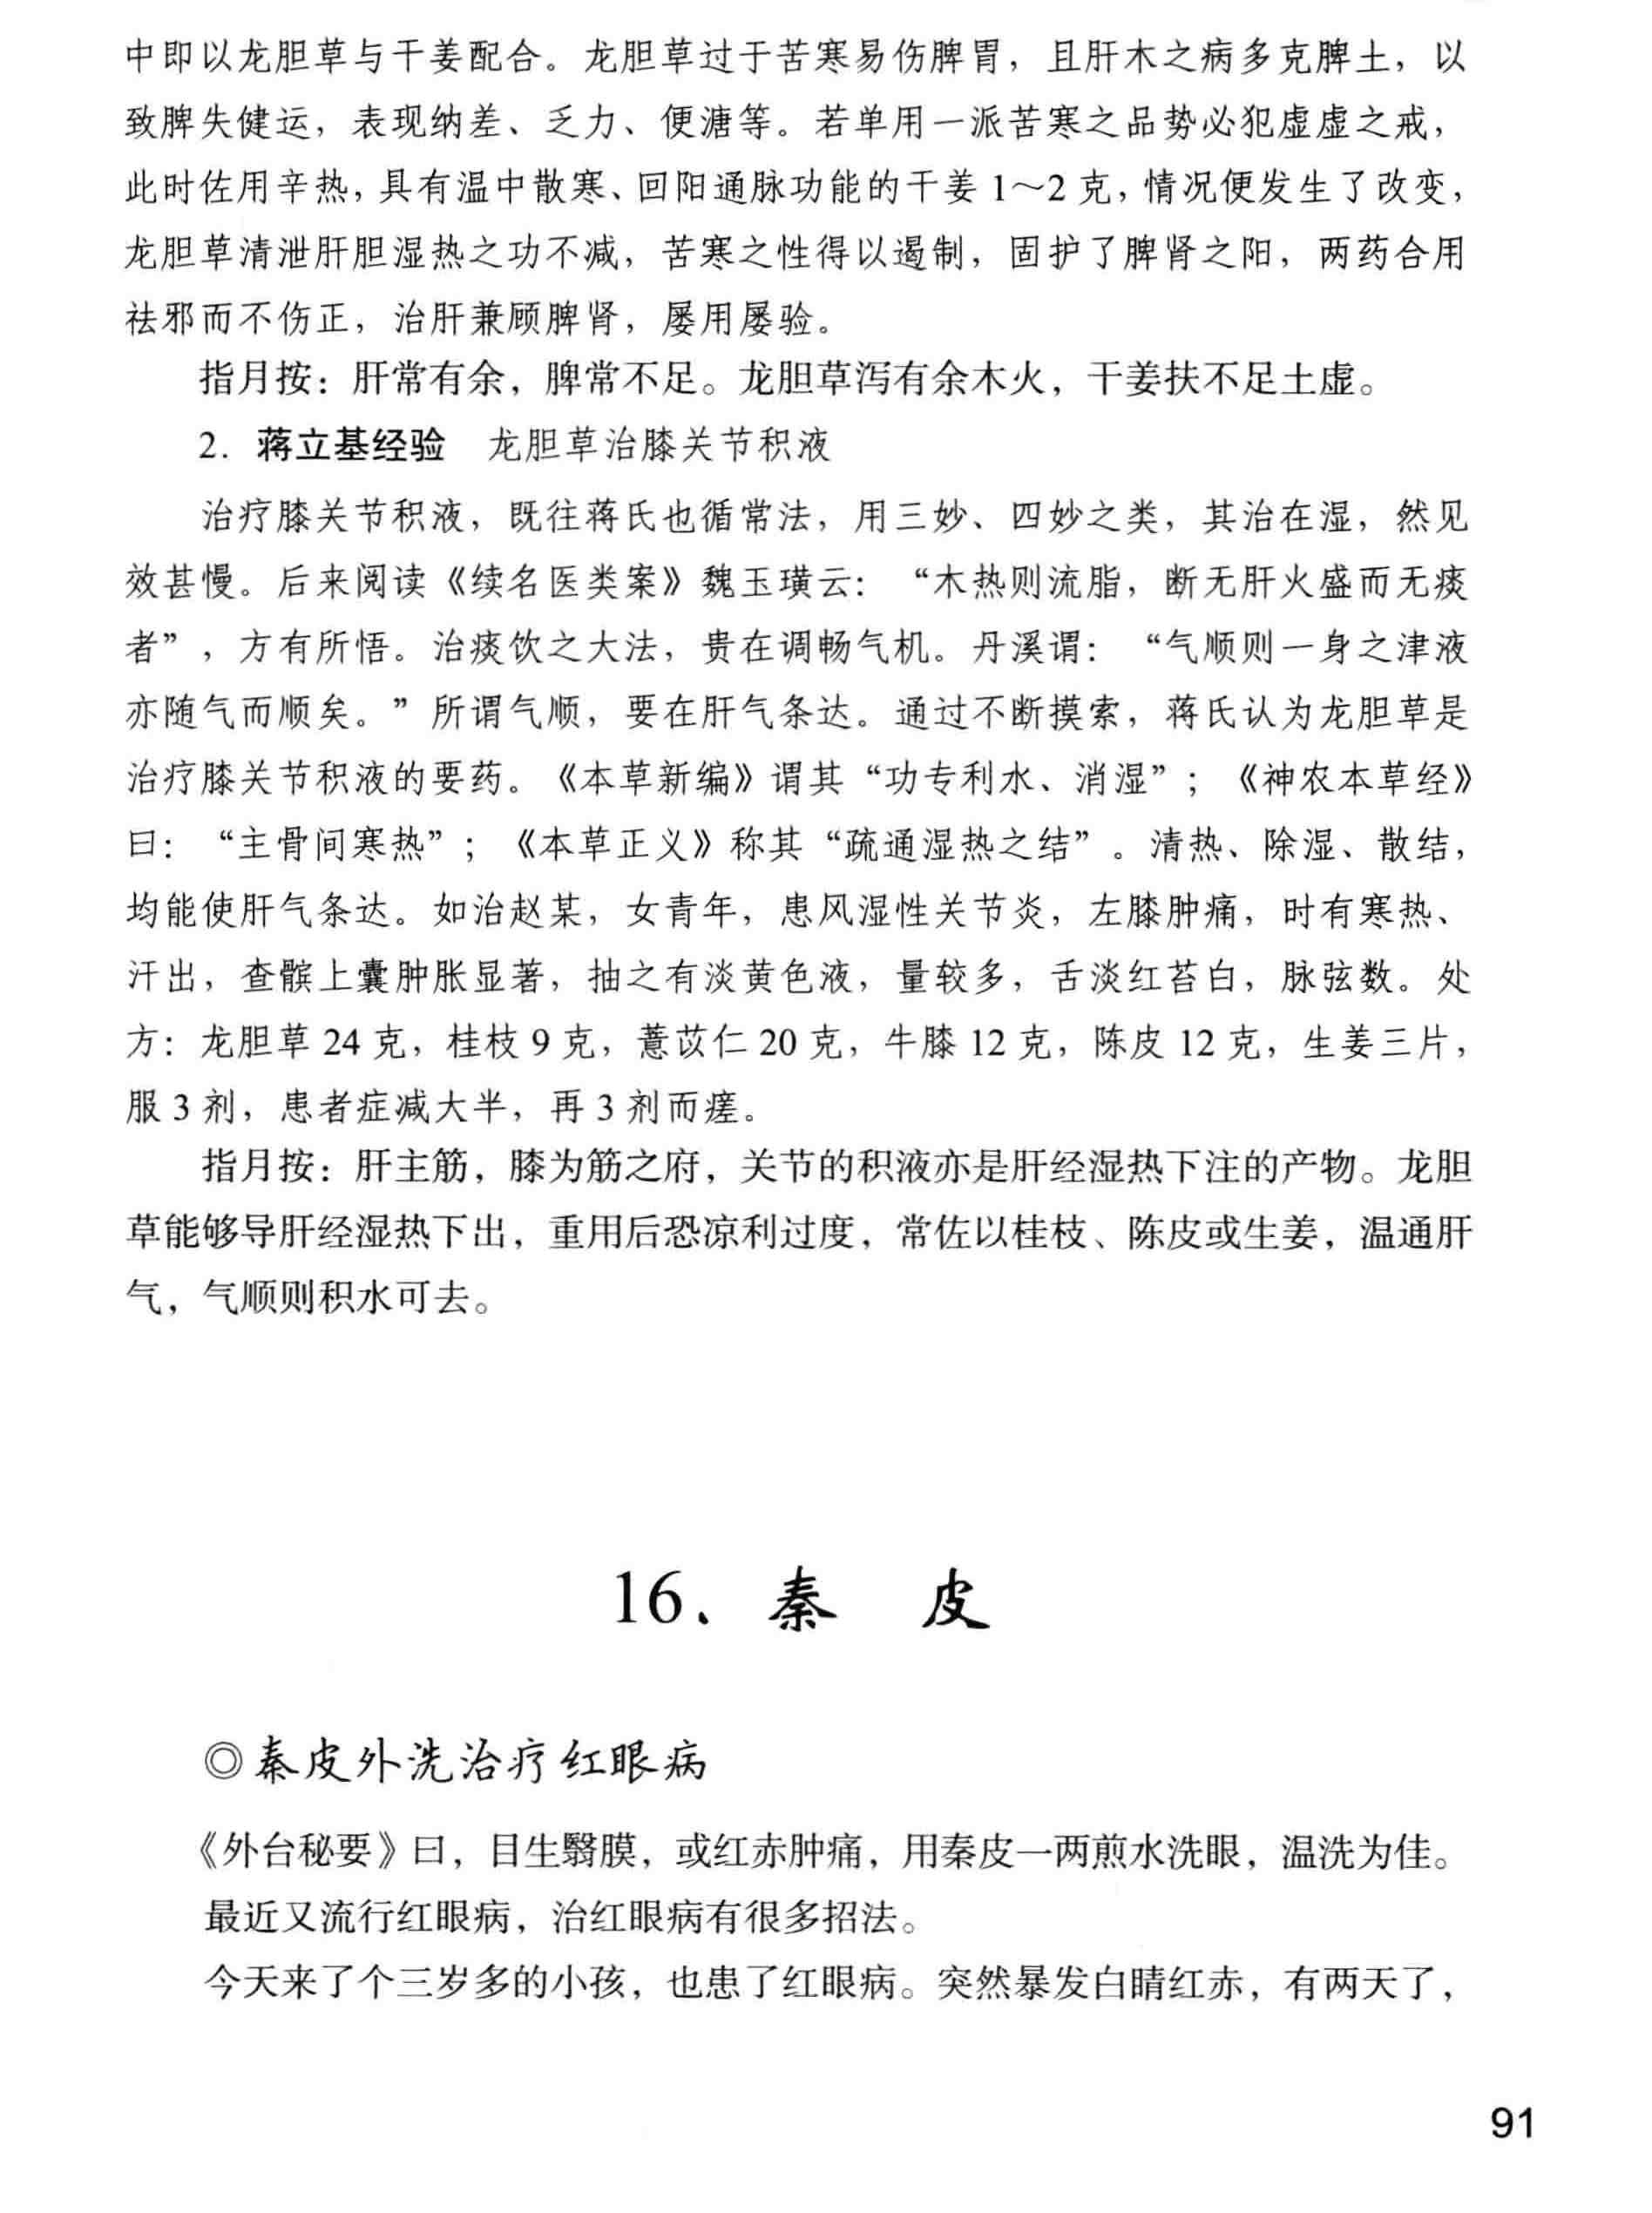 中即以龙胆草与干姜配合。龙胆草过于苦寒易伤脾胃，且肝木之病多克脾土，以
致脾失健运，表现纳差、乏力、便溏等。若单用一派苦寒之品势必犯虚虚之戒，
此时佐用辛热，具有温中散寒、回阳通脉功能的干姜 1～2 克，情况便发生了改变，
龙胆草清泄肝胆湿热之功不减，苦寒之性得以遏制，固护了脾肾之阳，两药合用
祛邪而不伤正，治肝兼顾脾肾，屡用屡验。
指月按：肝常有余，脾常不足。龙胆草泻有余木火，干姜扶不足土虚。
2. 蒋立基经验 龙胆草治膝关节积液
治疗膝关节积液，既往蒋氏也循常法，用三妙、四妙之类，其治在湿，然见
效甚慢。后来阅读《续名医类案》魏玉璜云：“木热则流脂，断无肝火盛而无痰
者”，方有所悟。治痰饮之大法，贵在调畅气机。丹溪谓：“气顺则一身之津液
亦随气而顺矣。”所谓气顺，要在肝气条达。通过不断摸索，蒋氏认为龙胆草是
治疗膝关节积液的要药。《本草新编》谓其“功专利水、消湿”；《神农本草经》
曰：“主骨间寒热”；《本草正义》称其“疏通湿热之结”。清热、除湿、散结，
均能使肝气条达。如治赵某，女青年，患风湿性关节炎，左膝肿痛，时有寒热、
汗出，查髌上囊肿胀显著，抽之有淡黄色液，量较多，舌淡红苔白，脉弦数。处
方：龙胆草 24 克，桂枝 9 克，薏苡仁 20 克，牛膝 12 克，陈皮 12 克，生姜三片，
服 3 剂，患者症减大半，再 3 剂而瘥。
指月按：肝主筋，膝为筋之府，关节的积液亦是肝经湿热下注的产物。龙胆
草能够导肝经湿热下出，重用后恐凉利过度，常佐以桂枝、陈皮或生姜，温通肝
气，气顺则积水可去。
16、秦 皮
◎秦皮外洗治疗红眼病
《外台秘要》曰，目生翳膜，或红赤肿痛，用秦皮一两煎水洗眼，温洗为佳。
最近又流行红眼病，治红眼病有很多招法。
今天来了个三岁多的小孩，也患了红眼病。突然暴发白睛红赤，有两天了，
91